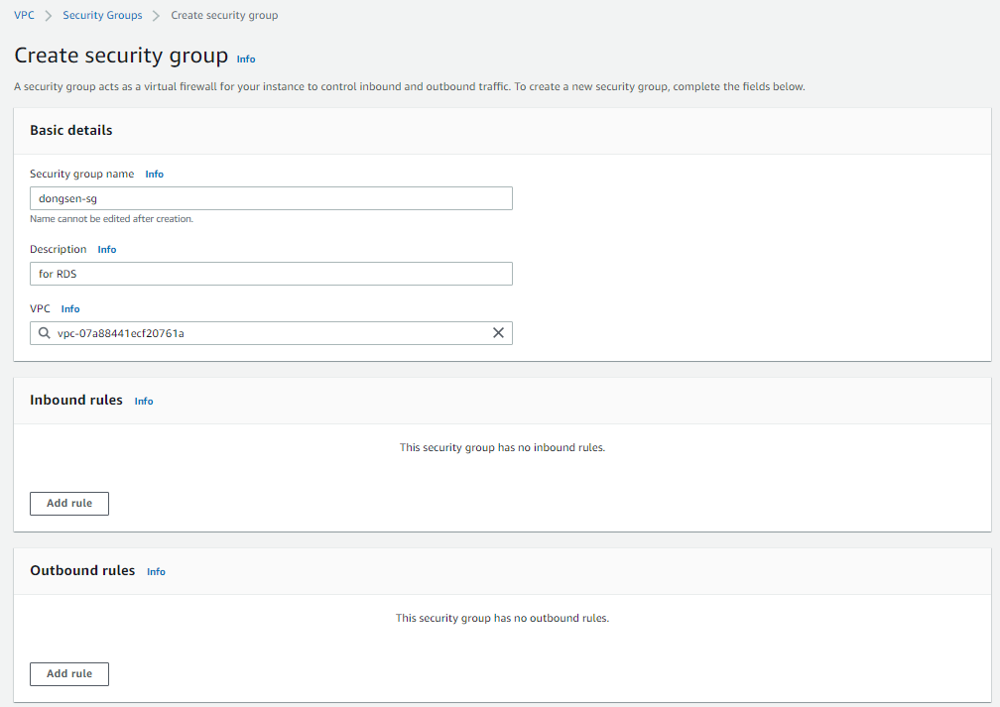 VPC > Security Groups > Create security group
Create security group Info
A security group acts as a virtual firewall for your instance to control inbound and outbound traffic. To create a new security group, complete the fields below.
Basic details
Security group name Info
dongsen-sg
Name cannot be edited after creation.
Description Info
for RDS
VPC Info
vpc-07a88441ecf20761a
Inbound rules Info
This security group has no inbound rules.
Add rule
Outbound rules Info
This security group has no outbound rules.
Add rule